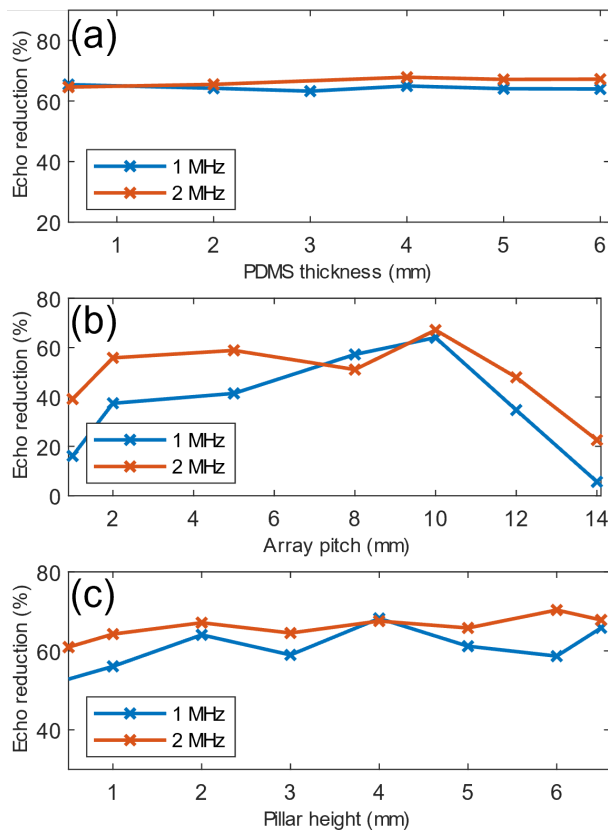 (a)
Echo reduction (%)
80
60
40
20
1 MHz
2 MHz
1 2 3 4 5 6
PDMS thickness (mm)
(b)
Echo reduction (%)
80
60
40
20
0
1 MHz
2 MHz
2 4 6 8 10 12 14
Array pitch (mm)
(c)
Echo reduction (%)
80
60
40
1 MHz
2 MHz
1 2 3 4 5 6
Pillar height (mm)